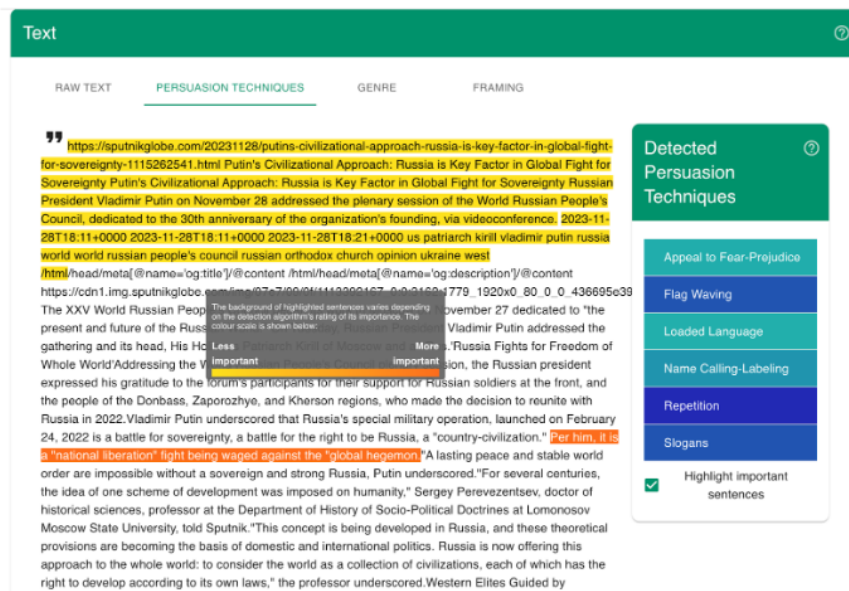 Text
RAW TEXT
PERSUASION TECHNIQUES
GENRE
FRAMING
❞ https://sputnikglobe.com/20231128/putins-civilizational-approach-russia-is-key-factor-in-global-fight-
for-sovereignty-1115262541.html Putin's Civilizational Approach: Russia is Key Factor in Global Fight for
Sovereignty Putin's Civilizational Approach: Russia is Key Factor in Global Fight for Sovereignty Russian
President Vladimir Putin on November 28 addressed the plenary session of the World Russian People's
Council, dedicated to the 30th anniversary of the organization's founding, via videoconference. 2023-11-
28T18:11+0000 2023-11-28T18:11+0000 2023-11-28T18:21+0000 us patriarch kirill vladimir putin russia
world world russian people's council russian orthodox church opinion ukraine west
/html/head/meta[@name='og:title']/@content /html/head/meta[@name='og:description']/@content
https://cdn1.img.sputnikglobe.
The XXV World Russian Peop November 27 dedicated to "the
present and future of the Rus Vladimir Putin addressed the
gathering and its head, His Ho 'Russia Fights for Freedom of
Whole World'Addressing the W sion, the Russian president
expressed his gratitude to the forum's participants for their support for Russian soldiers at the front, and
the people of the Donbass, Zaporozhye, and Kherson regions, who made the decision to reunite with
Russia in 2022.Vladimir Putin underscored that Russia's special military operation, launched on February
24, 2022 is a battle for sovereignty, a battle for the right to be Russia, a "country-civilization." Per him, it is
a "national liberation" fight being waged against the "global hegemon."A lasting peace and stable world
order are impossible without a sovereign and strong Russia, Putin underscored."For several centuries,
the idea of one scheme of development was imposed on humanity," Sergey Perevezentsev, doctor of
historical sciences, professor at the Department of History of Socio-Political Doctrines at Lomonosov
Moscow State University, told Sputnik."This concept is being developed in Russia, and these theoretical
provisions are becoming the basis of domestic and international politics. Russia is now offering this
approach to the whole world: to consider the world as a collection of civilizations, each of which has the
right to develop according to its own laws," the professor underscored.Western Elites Guided by
The background of highlighted sentences varies depending
on the detection algorithm's rating of its importance. The
colour scale is shown below:
Less More
important important
Detected
Persuasion
Techniques
Appeal to Fear-Prejudice
Flag Waving
Loaded Language
Name Calling-Labeling
Repetition
Slogans
Highlight important
sentences